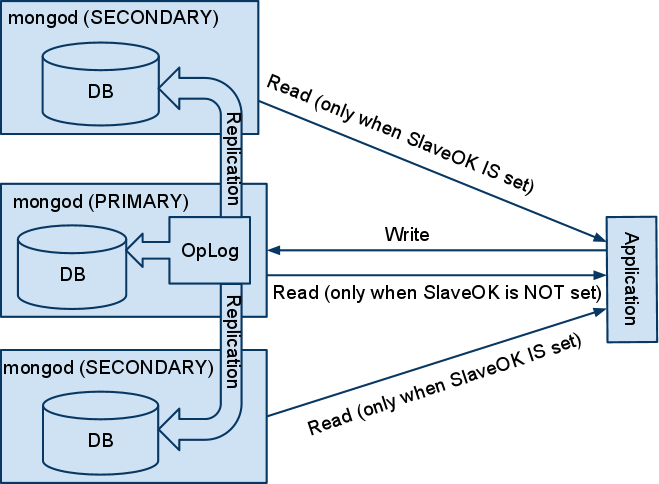 mongod (SECONDARY)
DB
Read (only when SlaveOK IS set)
Replication
mongod (PRIMARY)
OpLog
DB
Write
Read (only when SlaveOK is NOT set)
Application
Replication
mongod (SECONDARY)
DB
Read (only when SlaveOK IS set)